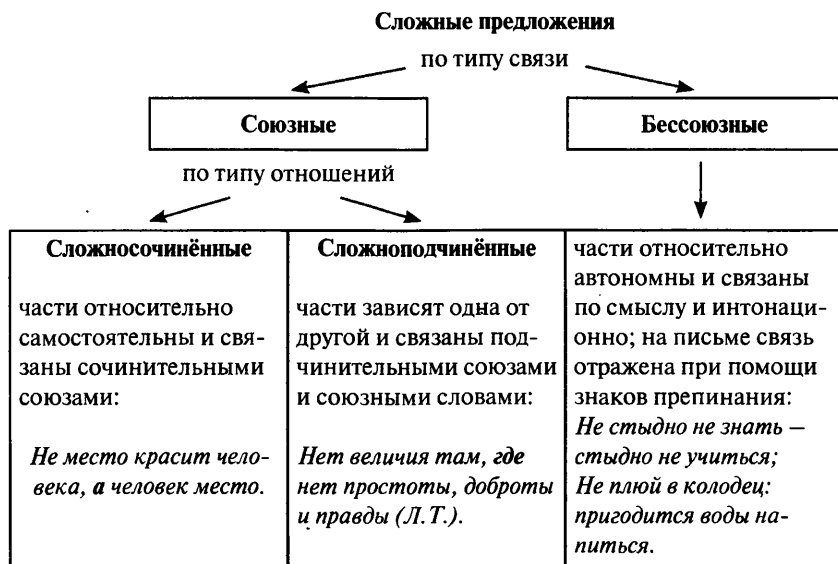 Сложные предложения
по типу связи
Союзные
Бессоюзные
по типу отношений
Сложносочинённые
части относительно
самостоятельны и свя-
заны сочинительными
союзами:
Не место красит чело-
века, а человек место.
Сложноподчинённые
части зависят одна от
другой и связаны под-
чинительными союзами
и союзными словами:
Нет величия там, где
нет простоты, доброты
и правды (Л.Т.).
части относительно
автономны и связаны
по смыслу и интонаци-
онно; на письме связь
отражена при помощи
знаков препинания:
Не стыдно не знать –
стыдно не учиться;
Не плюй в колодец:
пригодится воды на-
питься.